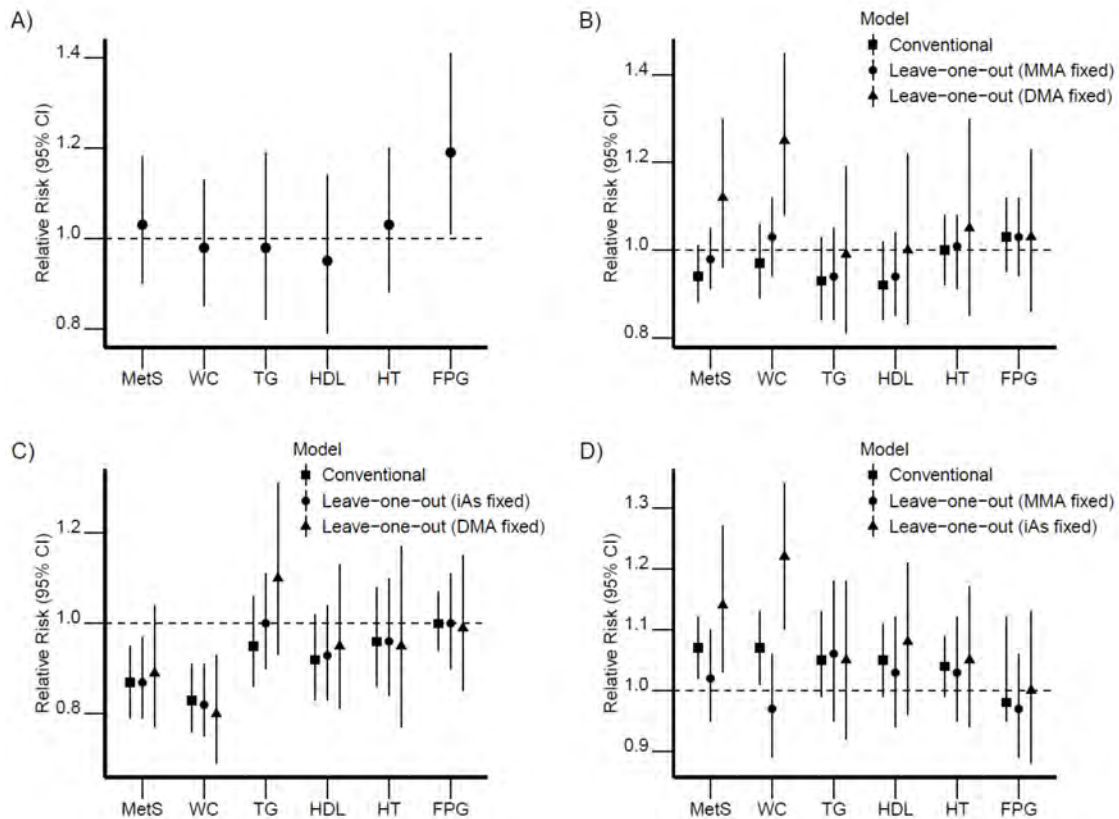 A)
Relative Risk (95% CI)
1.4
1.2
1.0
0.8
MetS WC TG HDL HT FPG
B)
Model
Conventional
Leave−one−out (MMA fixed)
Leave−one−out (DMA fixed)
Relative Risk (95% CI)
1.4
1.2
1.0
0.8
MetS WC TG HDL HT FPG
C)
Model
Conventional
Leave−one−out (iAs fixed)
Leave−one−out (DMA fixed)
Relative Risk (95% CI)
1.2
1.0
0.8
MetS WC TG HDL HT FPG
D)
Model
Conventional
Leave−one−out (MMA fixed)
Leave−one−out (iAs fixed)
Relative Risk (95% CI)
1.3
1.2
1.1
1.0
0.9
MetS WC TG HDL HT FPG